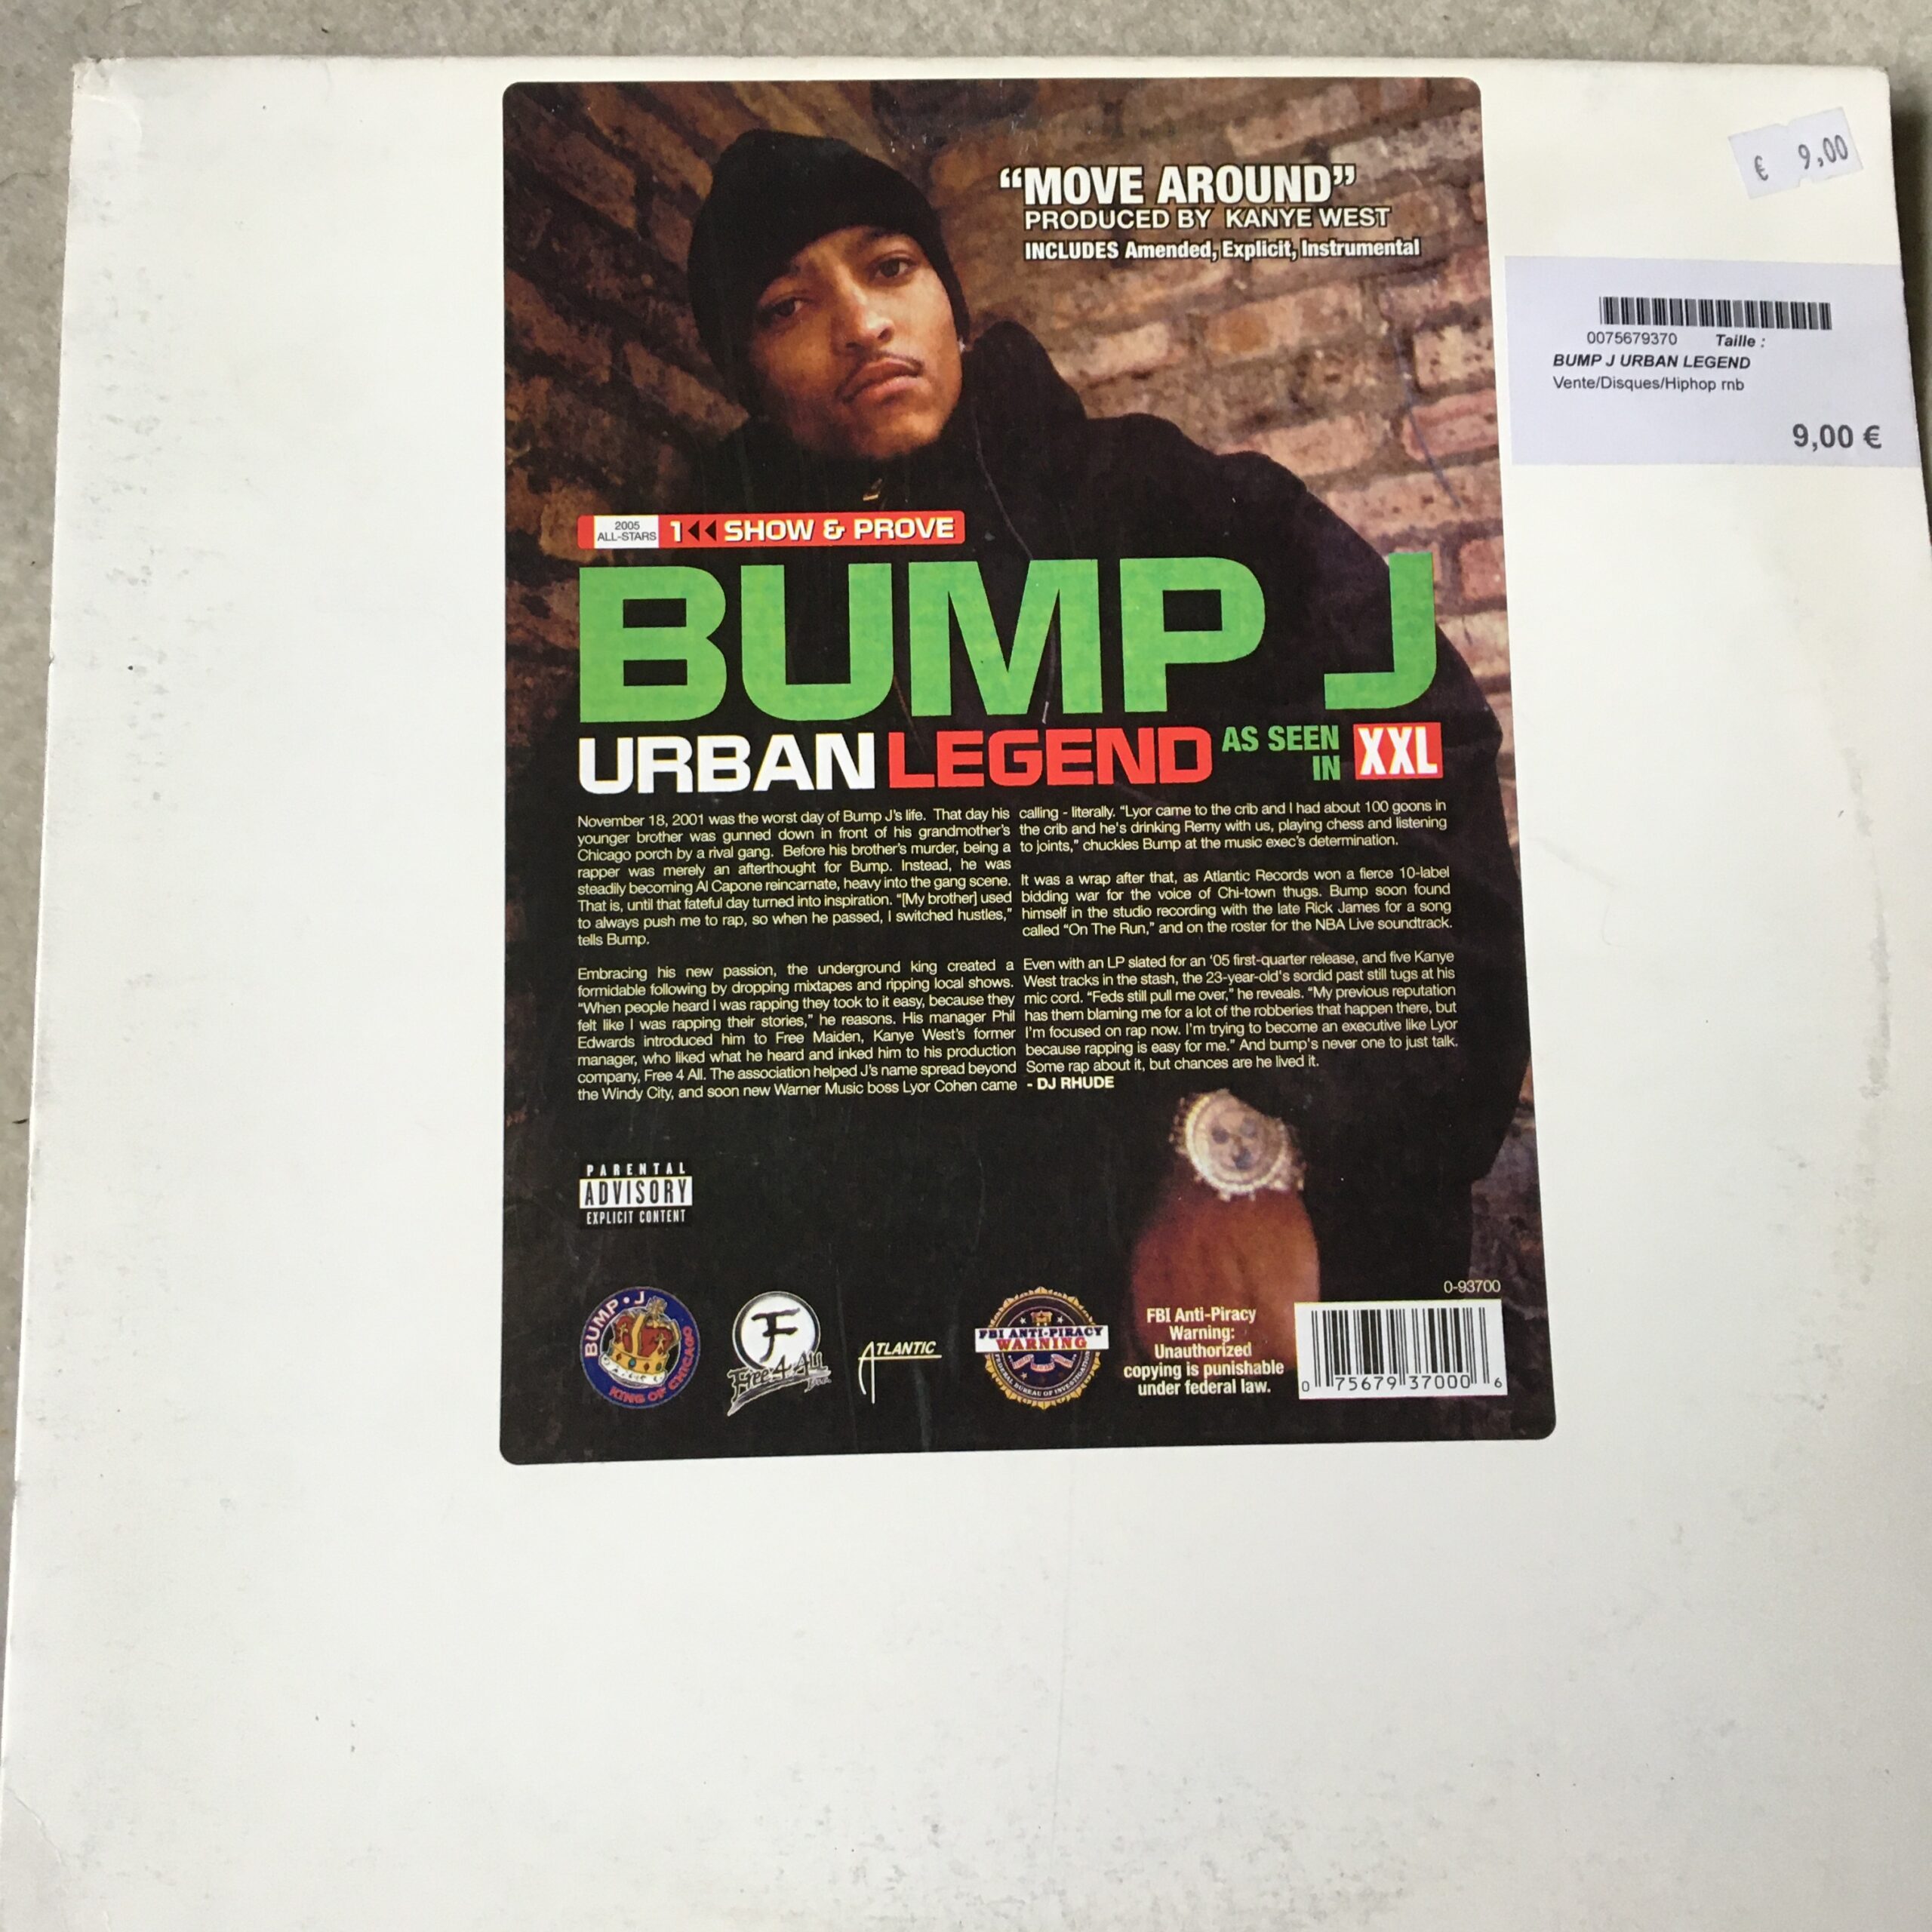 "MOVE AROUND"
PRODUCED BY KANYE WEST
INCLUDES Amended, Explicit, Instrumental
€ 9,00
0075679370 Taille :
BUMP J URBAN LEGEND
Vente/Disques/Hiphop rnb
9,00 €
2005
ALL-STARS
1 SHOW & PROVE
BUMP J
URBAN LEGEND
AS SEEN
IN XXL
November 18, 2001 was the worst day of Bump J's life. That day his
younger brother was gunned down in front of his grandmother's
Chicago porch by a rival gang. Before his brother's murder, being a
rapper was merely an afterthought for Bump. Instead, he was
steadily becoming Al Capone reincarnate, heavy into the gang scene.
That is, until that fateful day turned into inspiration. "[My brother] used
to always push me to rap, so when he passed, I switched hustles,"
tells Bump.
Embracing his new passion, the underground king created a
formidable following by dropping mixtapes and ripping local shows.
"When people heard I was rapping they took to it easy, because they
felt like I was rapping their stories," he reasons. His manager Phil
Edwards introduced him to Free Maiden, Kanye West's former
manager, who liked what he heard and inked him to his production
company, Free 4 All. The association helped J's name spread beyond
the Windy City, and soon new Warner Music boss Lyor Cohen came
calling - literally. "Lyor came to the crib and I had about 100 goons in
the crib and he's drinking Remy with us, playing chess and listening
to joints," chuckles Bump at the music exec's determination.
It was a wrap after that, as Atlantic Records won a fierce 10-label
bidding war for the voice of Chi-town thugs. Bump soon found
himself in the studio recording with the late Rick James for a song
called "On The Run," and on the roster for the NBA Live soundtrack.
Even with an LP slated for an '05 first-quarter release, and five Kanye
West tracks in the stash, the 23-year-old's sordid past still tugs at his
mic cord. "Feds still pull me over," he reveals. "My previous reputation
has them blaming me for a lot of the robberies that happen there, but
I'm focused on rap now. I'm trying to become an executive like Lyor
because rapping is easy for me." And bump's never one to just talk.
Some rap about it, but chances are he lived it.
- DJ RHUDE
PARENTAL
ADVISORY
EXPLICIT CONTENT
BUMP • J
KING OF CHICAGO
F
Free 4 All
ATLANTIC
FBI ANTI-PIRACY
WARNING
FEDERAL BUREAU OF INVESTIGATION
FBI Anti-Piracy
Warning:
Unauthorized
copying is punishable
under federal law.
0-93700
0 75679 37000 6